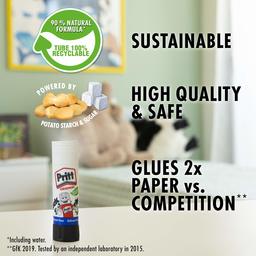 90 % NATURAL
FORMULA*
TUBE 100%
RECYCLABLE
SUSTAINABLE
POWERED BY
POTATO STARCH & SUGAR
HIGH QUALITY
& SAFE
GLUES 2x
PAPER vs.
COMPETITION**
Pritt
*Including water.
**GfK 2019. Tested by an independent laboratory in 2015.